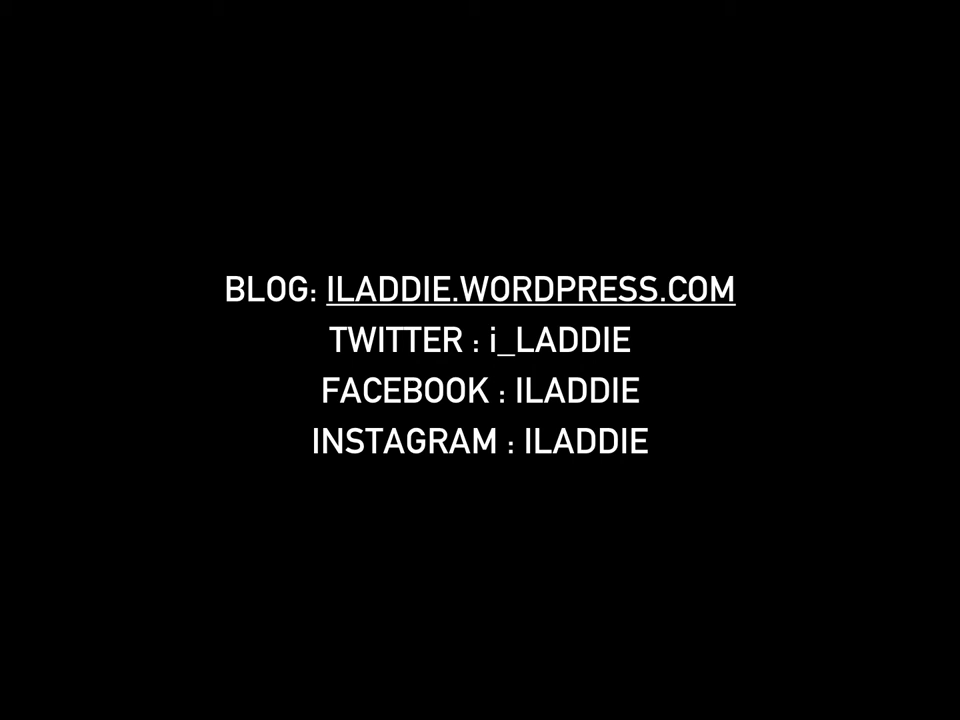 BLOG: ILADDIE.WORDPRESS.COM
TWITTER : i_LADDIE
FACEBOOK : ILADDIE
INSTAGRAM : ILADDIE